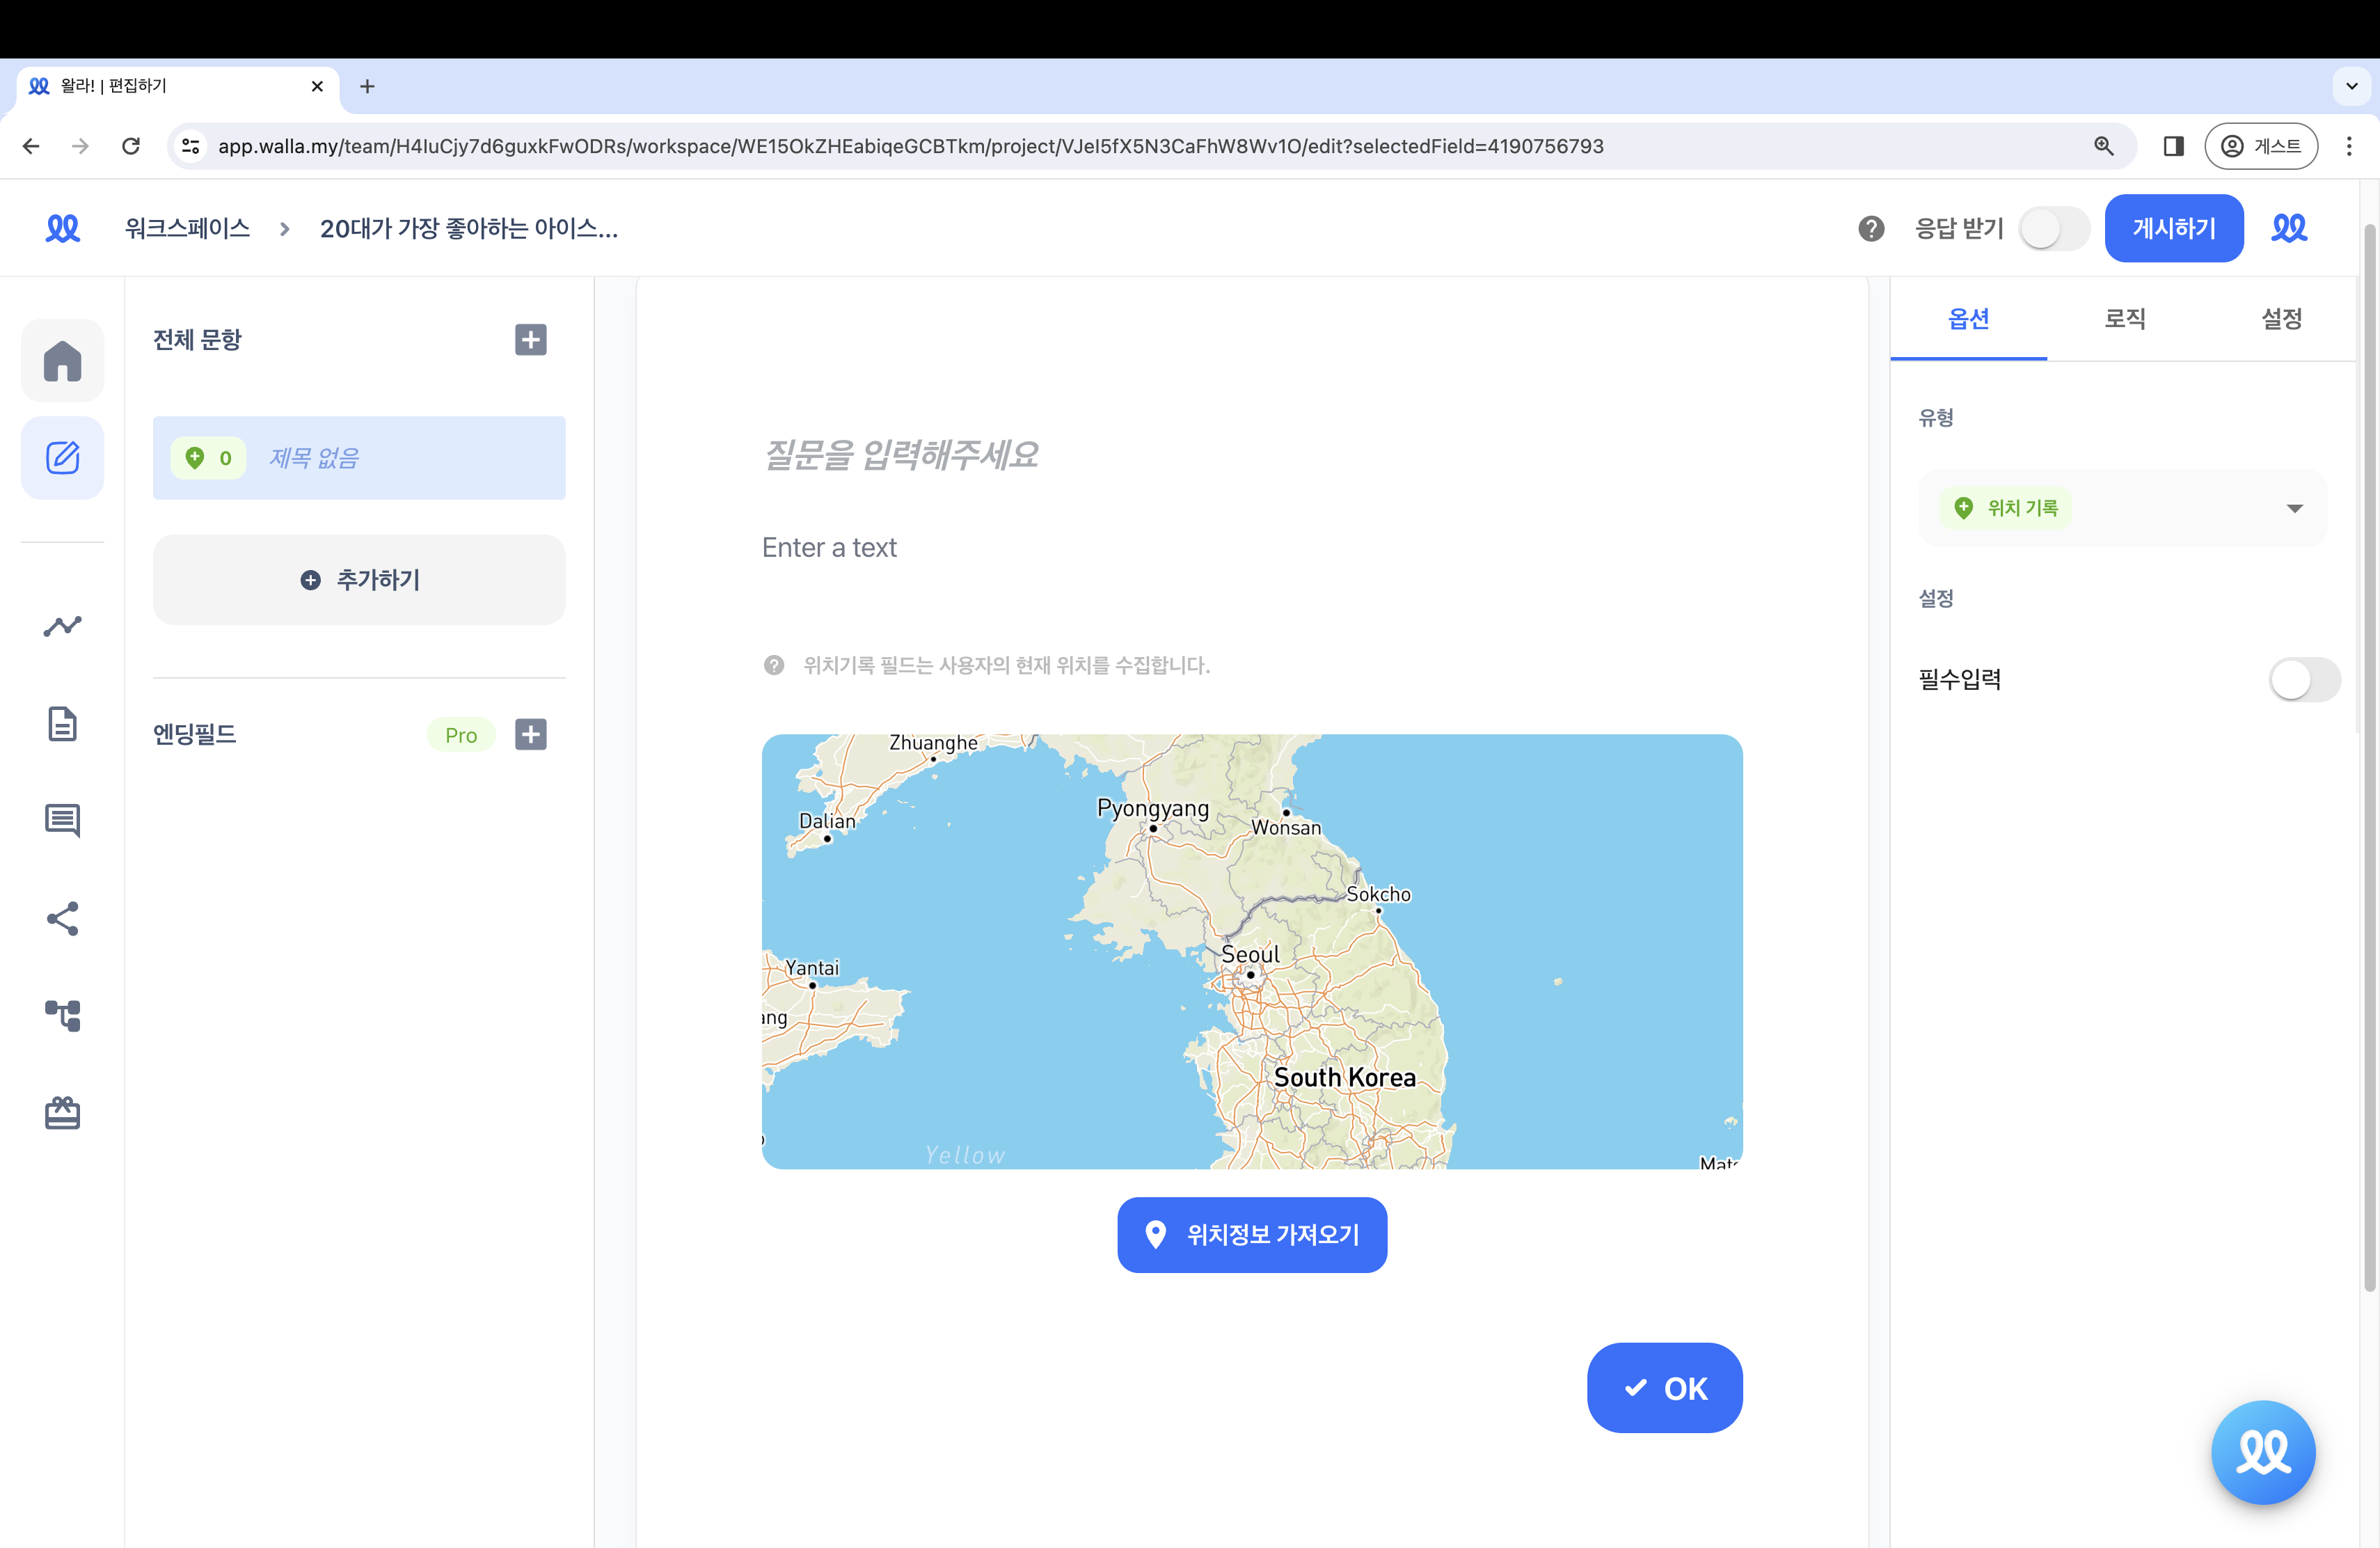 왈라! | 편집하기
app.walla.my/team/H4IuCjy7d6guxkFwODRs/workspace/WE15OkZHEabiqeGCBTkm/project/VJeI5fX5N3CaFhW8Wv1O/edit?selectedField=4190756793
게스트
워크스페이스
20대가 가장 좋아하는 아이스...
응답 받기
게시하기
전체 문항
0 제목 없음
추가하기
엔딩필드
Pro
질문을 입력해주세요
Enter a text
위치기록 필드는 사용자의 현재 위치를 수집합니다.
Zhuanghe
Pyongyang
Dalian
Wonsan
Sokcho
Seoul
Yantai
ang
South Korea
Yellow
위치정보 가져오기
OK
옵션
로직
설정
유형
위치 기록
설정
필수입력